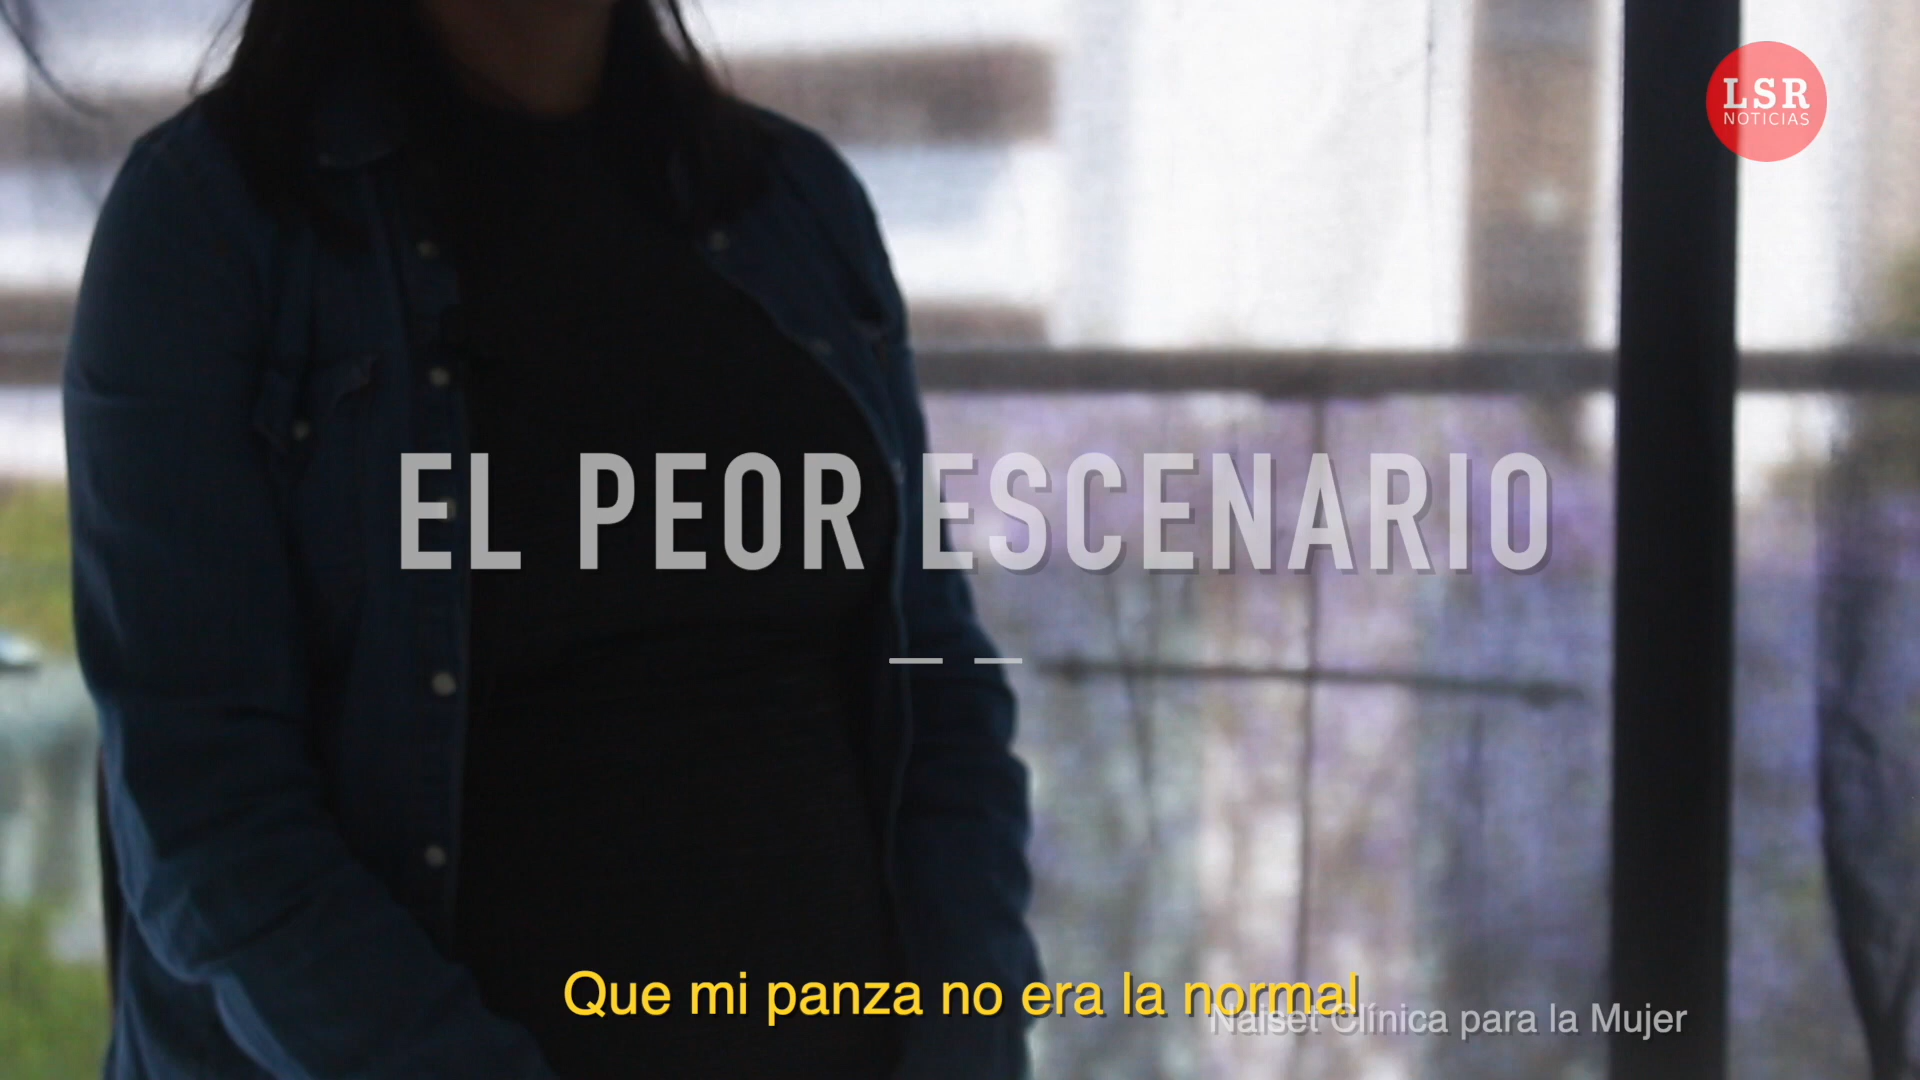 LSR
NOTICIAS
EL PEOR ESCENARIO
Que mi panza no era la normal
Naiset Clínica para la Mujer